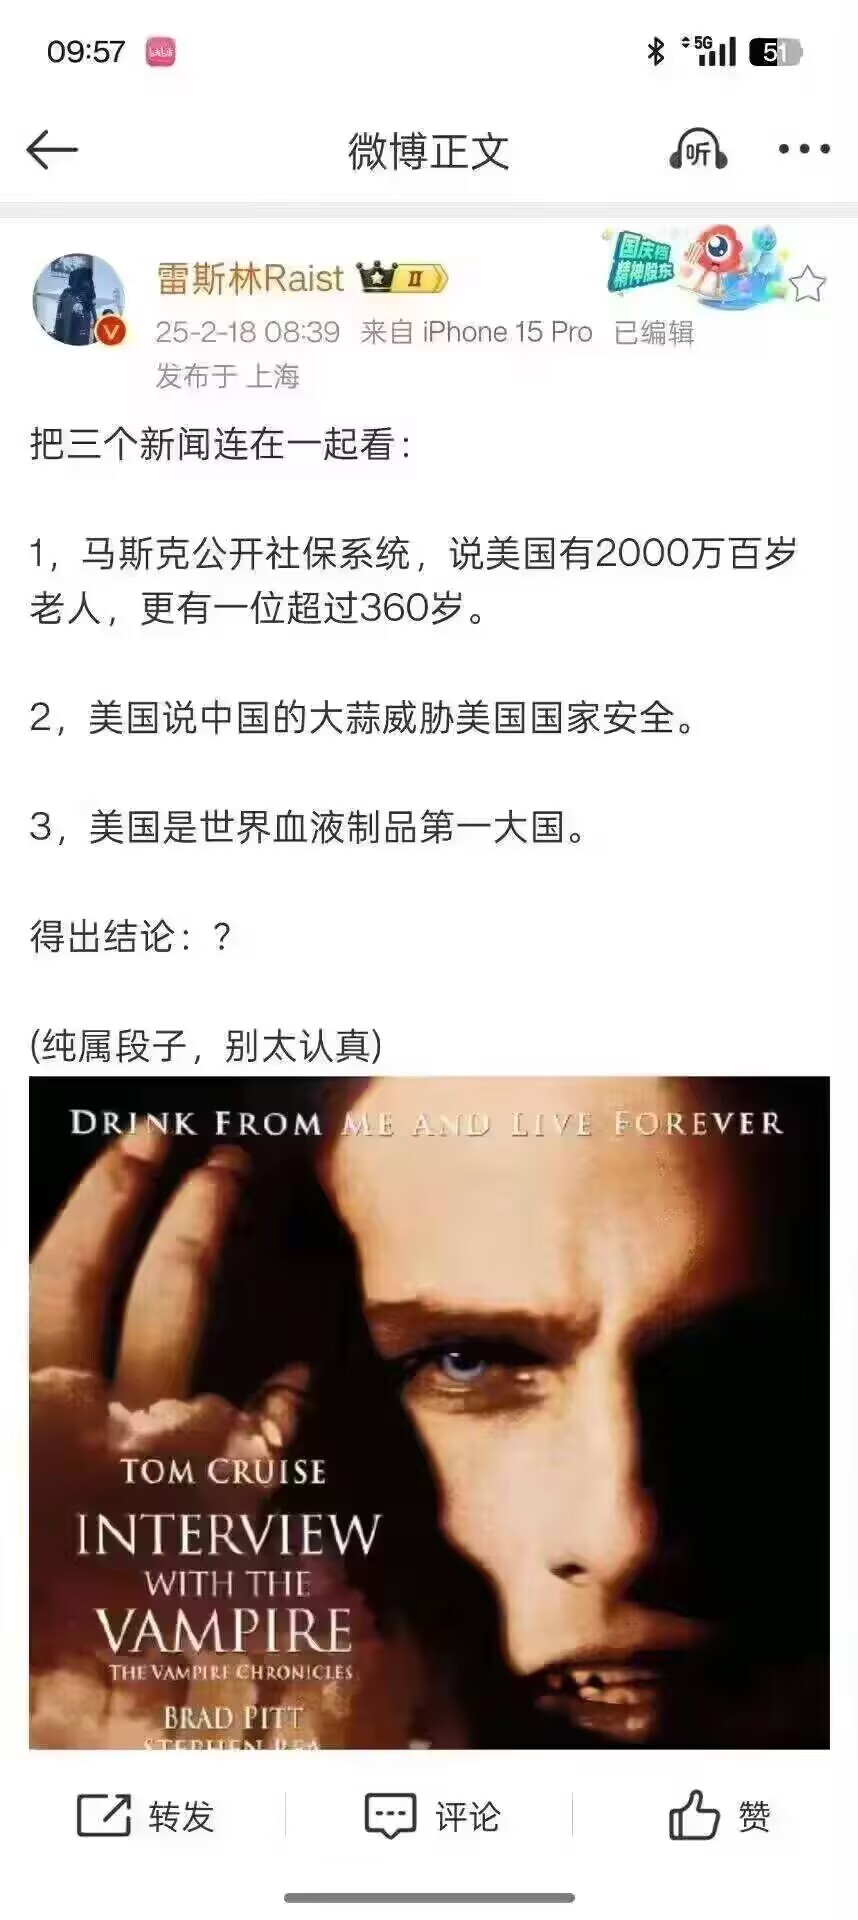 09:57
bilibili
5G
51
微博正文
听
雷斯林Raist
II
国庆档
精神股东
25-2-18 08:39 来自 iPhone 15 Pro 已编辑
发布于 上海
把三个新闻连在一起看：
1，马斯克公开社保系统，说美国有2000万百岁
老人，更有一位超过360岁。
2，美国说中国的大蒜威胁美国国家安全。
3，美国是世界血液制品第一大国。
得出结论：？
(纯属段子，别太认真)
DRINK FROM ME AND LIVE FOREVER
TOM CRUISE
INTERVIEW
WITH THE
VAMPIRE
THE VAMPIRE CHRONICLES
BRAD PITT
STEPHEN REA
转发
评论
赞